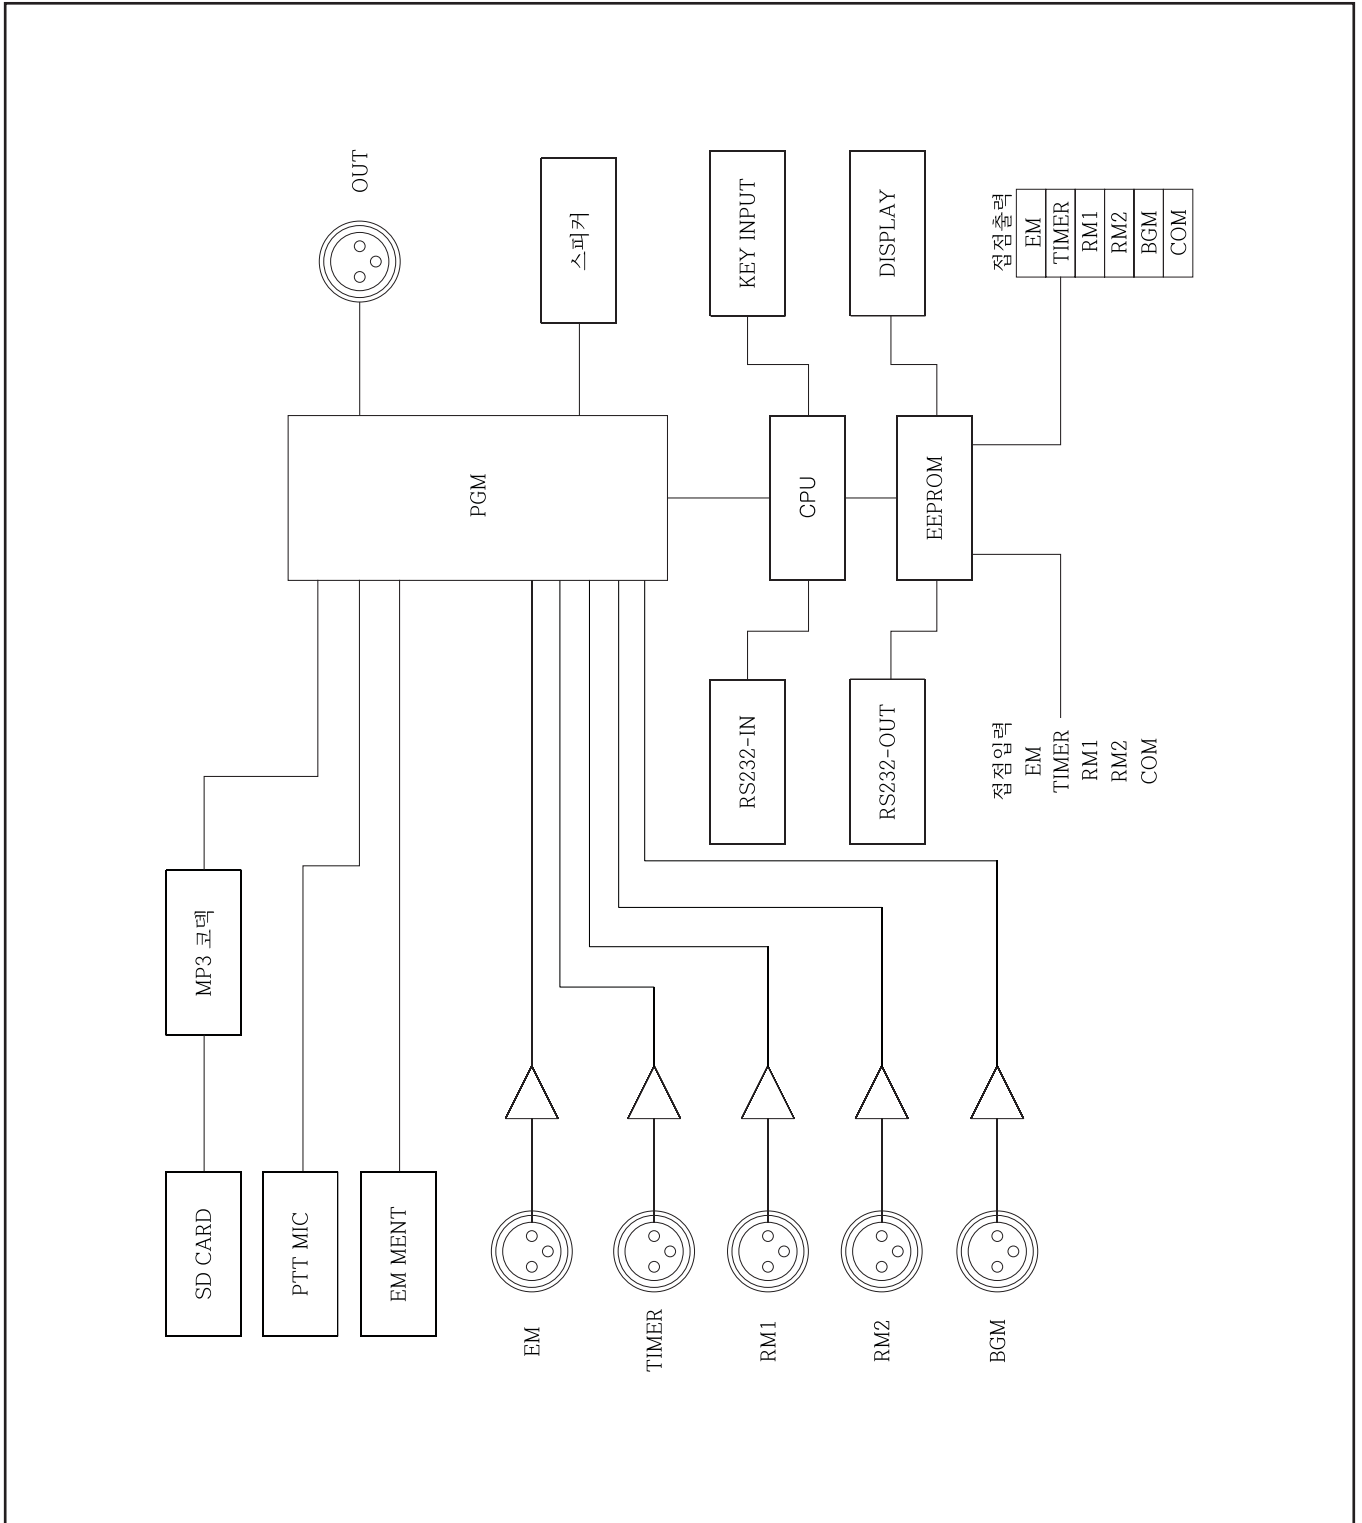 SD CARD
MP3 코덱
PTT MIC
EM MENT
OUT
EM
PGM
스피커
TIMER
RM1
RS232-IN
CPU
KEY INPUT
RM2
RS232-OUT
EEPROM
DISPLAY
BGM
접점입력
EM
TIMER
RM1
RM2
COM
접점출력
EM
TIMER
RM1
RM2
BGM
COM